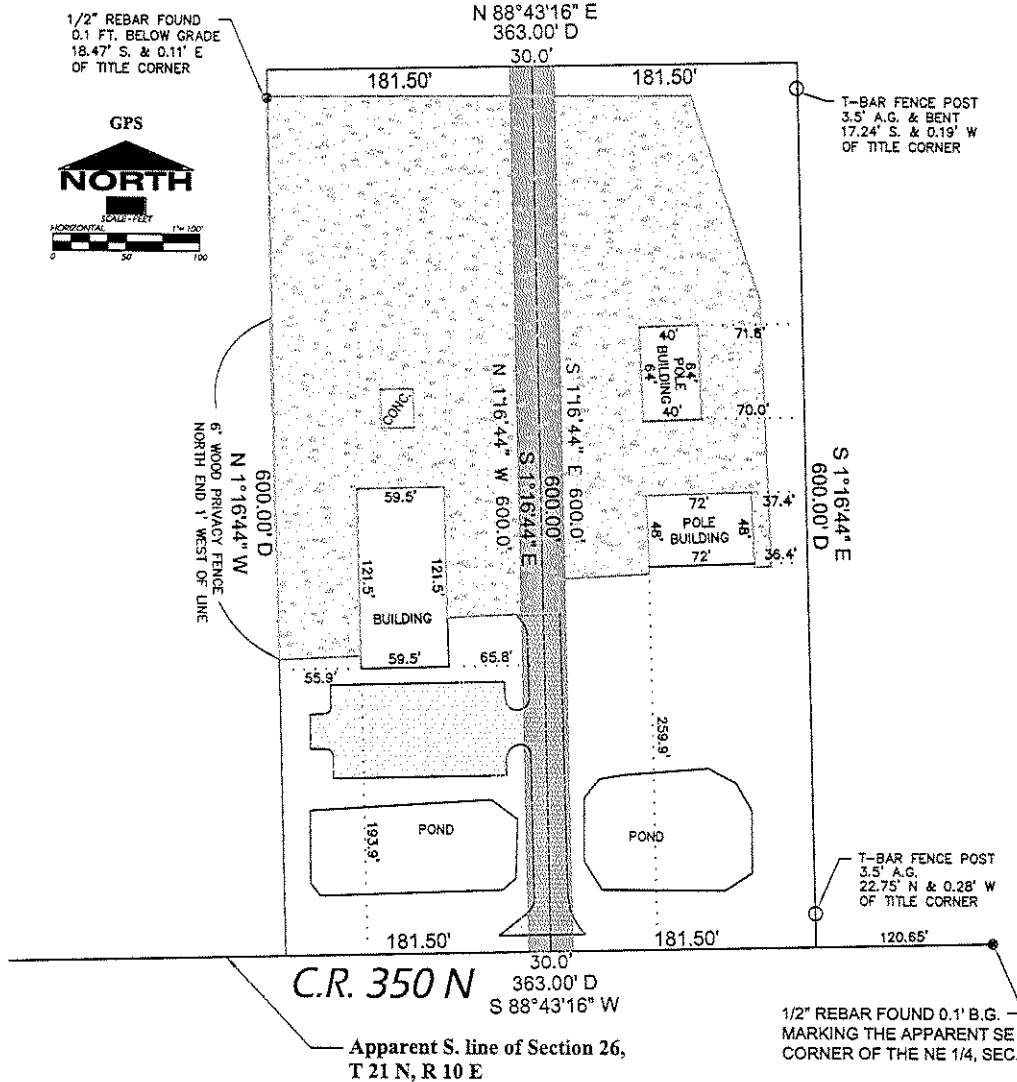 1/2" REBAR FOUND
0.1 FT. BELOW GRADE
18.47' S. & 0.11' E
OF TITLE CORNER
N 88°43'16" E
363.00' D
30.0'
181.50'
181.50'
T-BAR FENCE POST
3.5' A.G. & BENT
17.24' S. & 0.19' W
OF TITLE CORNER
GPS
NORTH
SCALE-FEET
HORIZONTAL
1"= 100'
0
50
100
40'
71.6'
POLE
BUILDING
64'
64'
40'
70.0'
CONC.
N 1°16'44" W 600.0'
S 1°16'44" E 600.0'
S 1°16'44" E
600.00'
6' WOOD PRIVACY FENCE
NORTH END 1' WEST OF LINE
N 1°16'44" W
600.00' D
S 1°16'44" E
600.00' D
59.5'
121.5'
121.5'
BUILDING
59.5'
65.8'
55.9'
72'
37.4'
48'
POLE
BUILDING
48'
72'
36.4'
259.9'
POND
193.9'
POND
T-BAR FENCE POST
3.5' A.G.
22.75' N & 0.28' W
OF TITLE CORNER
181.50'
181.50'
120.65'
C.R. 350 N
30.0'
363.00' D
S 88°43'16" W
1/2" REBAR FOUND 0.1' B.G.
MARKING THE APPARENT SE
CORNER OF THE NE 1/4, SEC.
Apparent S. line of Section 26,
T 21 N, R 10 E